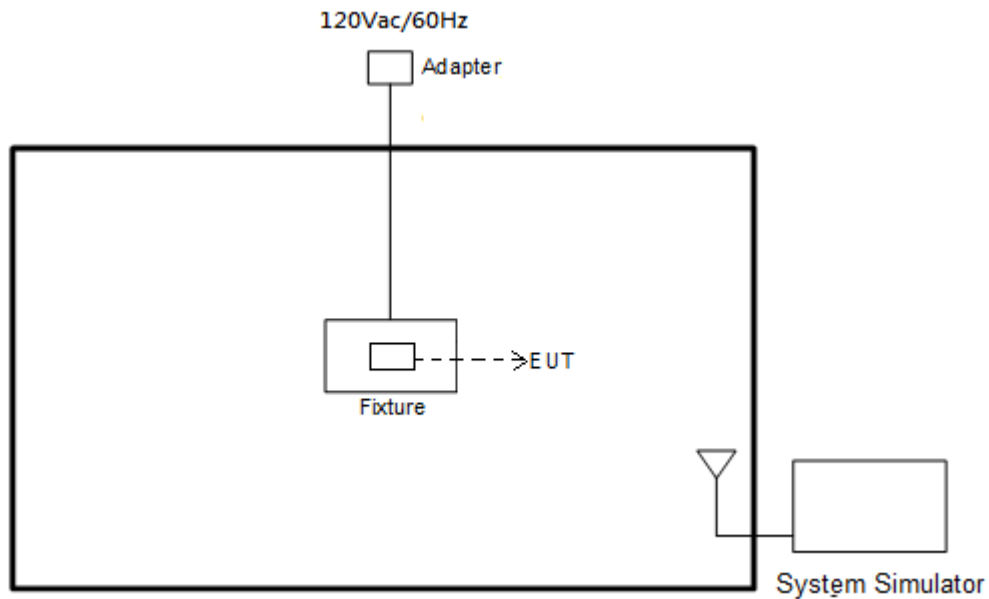 120Vac/60Hz
Adapter
EUT
Fixture
System Simulator